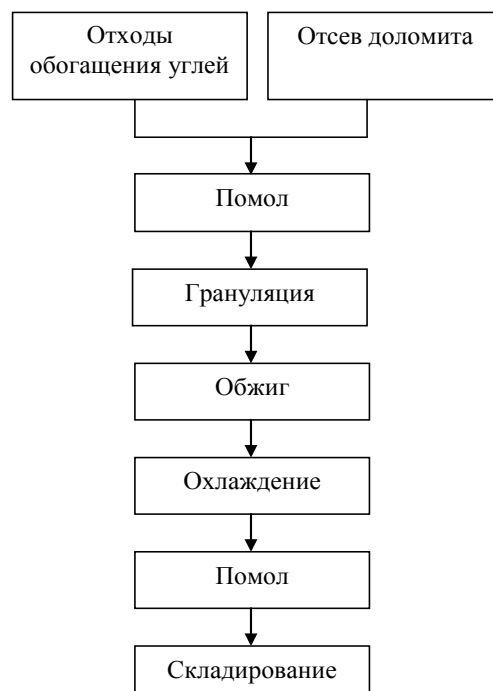 Отходы
обогащения углей
Отсев доломита
Помол
Грануляция
Обжиг
Охлаждение
Помол
Складирование